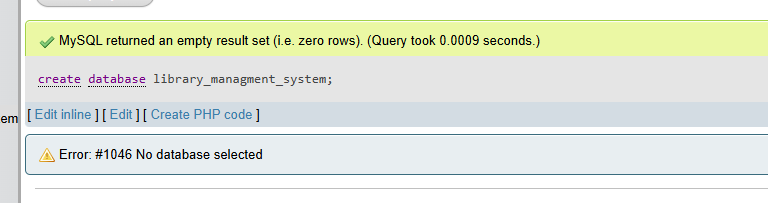 MySQL returned an empty result set (i.e. zero rows). (Query took 0.0009 seconds.)
create database library_managment_system;
em
[ Edit inline ] [ Edit ] [ Create PHP code ]
Error: #1046 No database selected